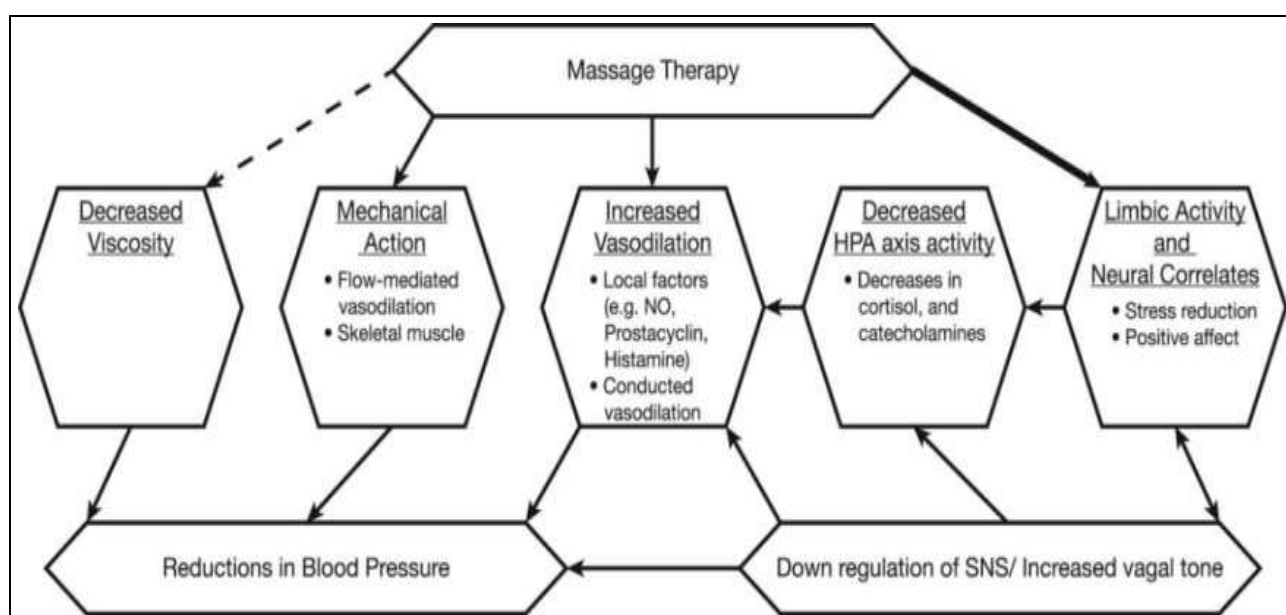 Massage Therapy
Decreased
Viscosity
Mechanical
Action
• Flow-mediated
vasodilation
• Skeletal muscle
Increased
Vasodilation
• Local factors
(e.g. NO,
Prostacyclin,
Histamine)
• Conducted
vasodilation
Decreased
HPA axis activity
• Decreases in
cortisol, and
catecholamines
Limbic Activity
and
Neural Correlates
• Stress reduction
• Positive affect
Reductions in Blood Pressure
Down regulation of SNS/ Increased vagal tone